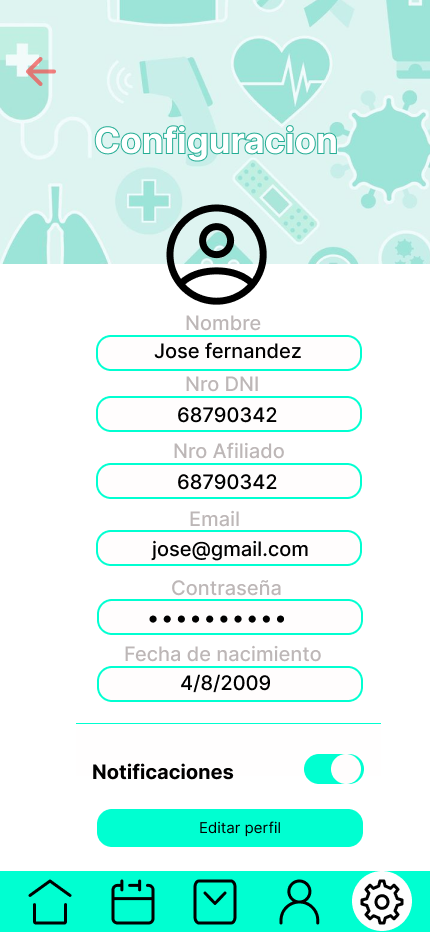 Configuracion
Nombre
Jose fernandez
Nro DNI
68790342
Nro Afiliado
68790342
Email
jose@gmail.com
Contraseña
••••••••••
Fecha de nacimiento
4/8/2009
Notificaciones
Editar perfil